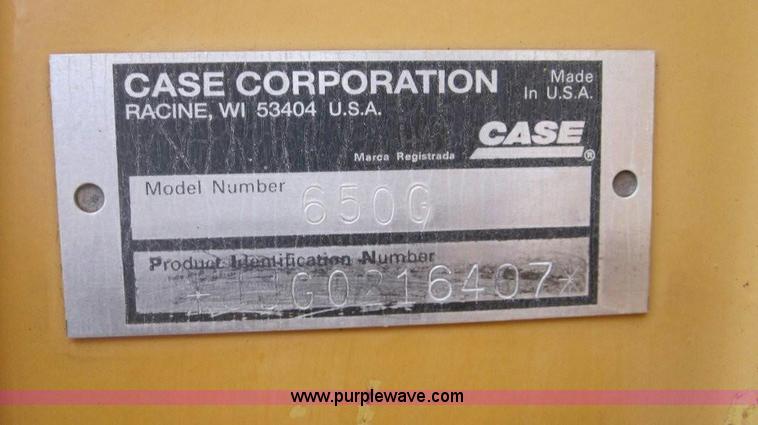 CASE CORPORATION
RACINE, WI 53404 U.S.A.
Made
In U.S.A.
CASE
Marca Registrada
®
Model Number
650G
Product Identification Number
www.purplewave.com